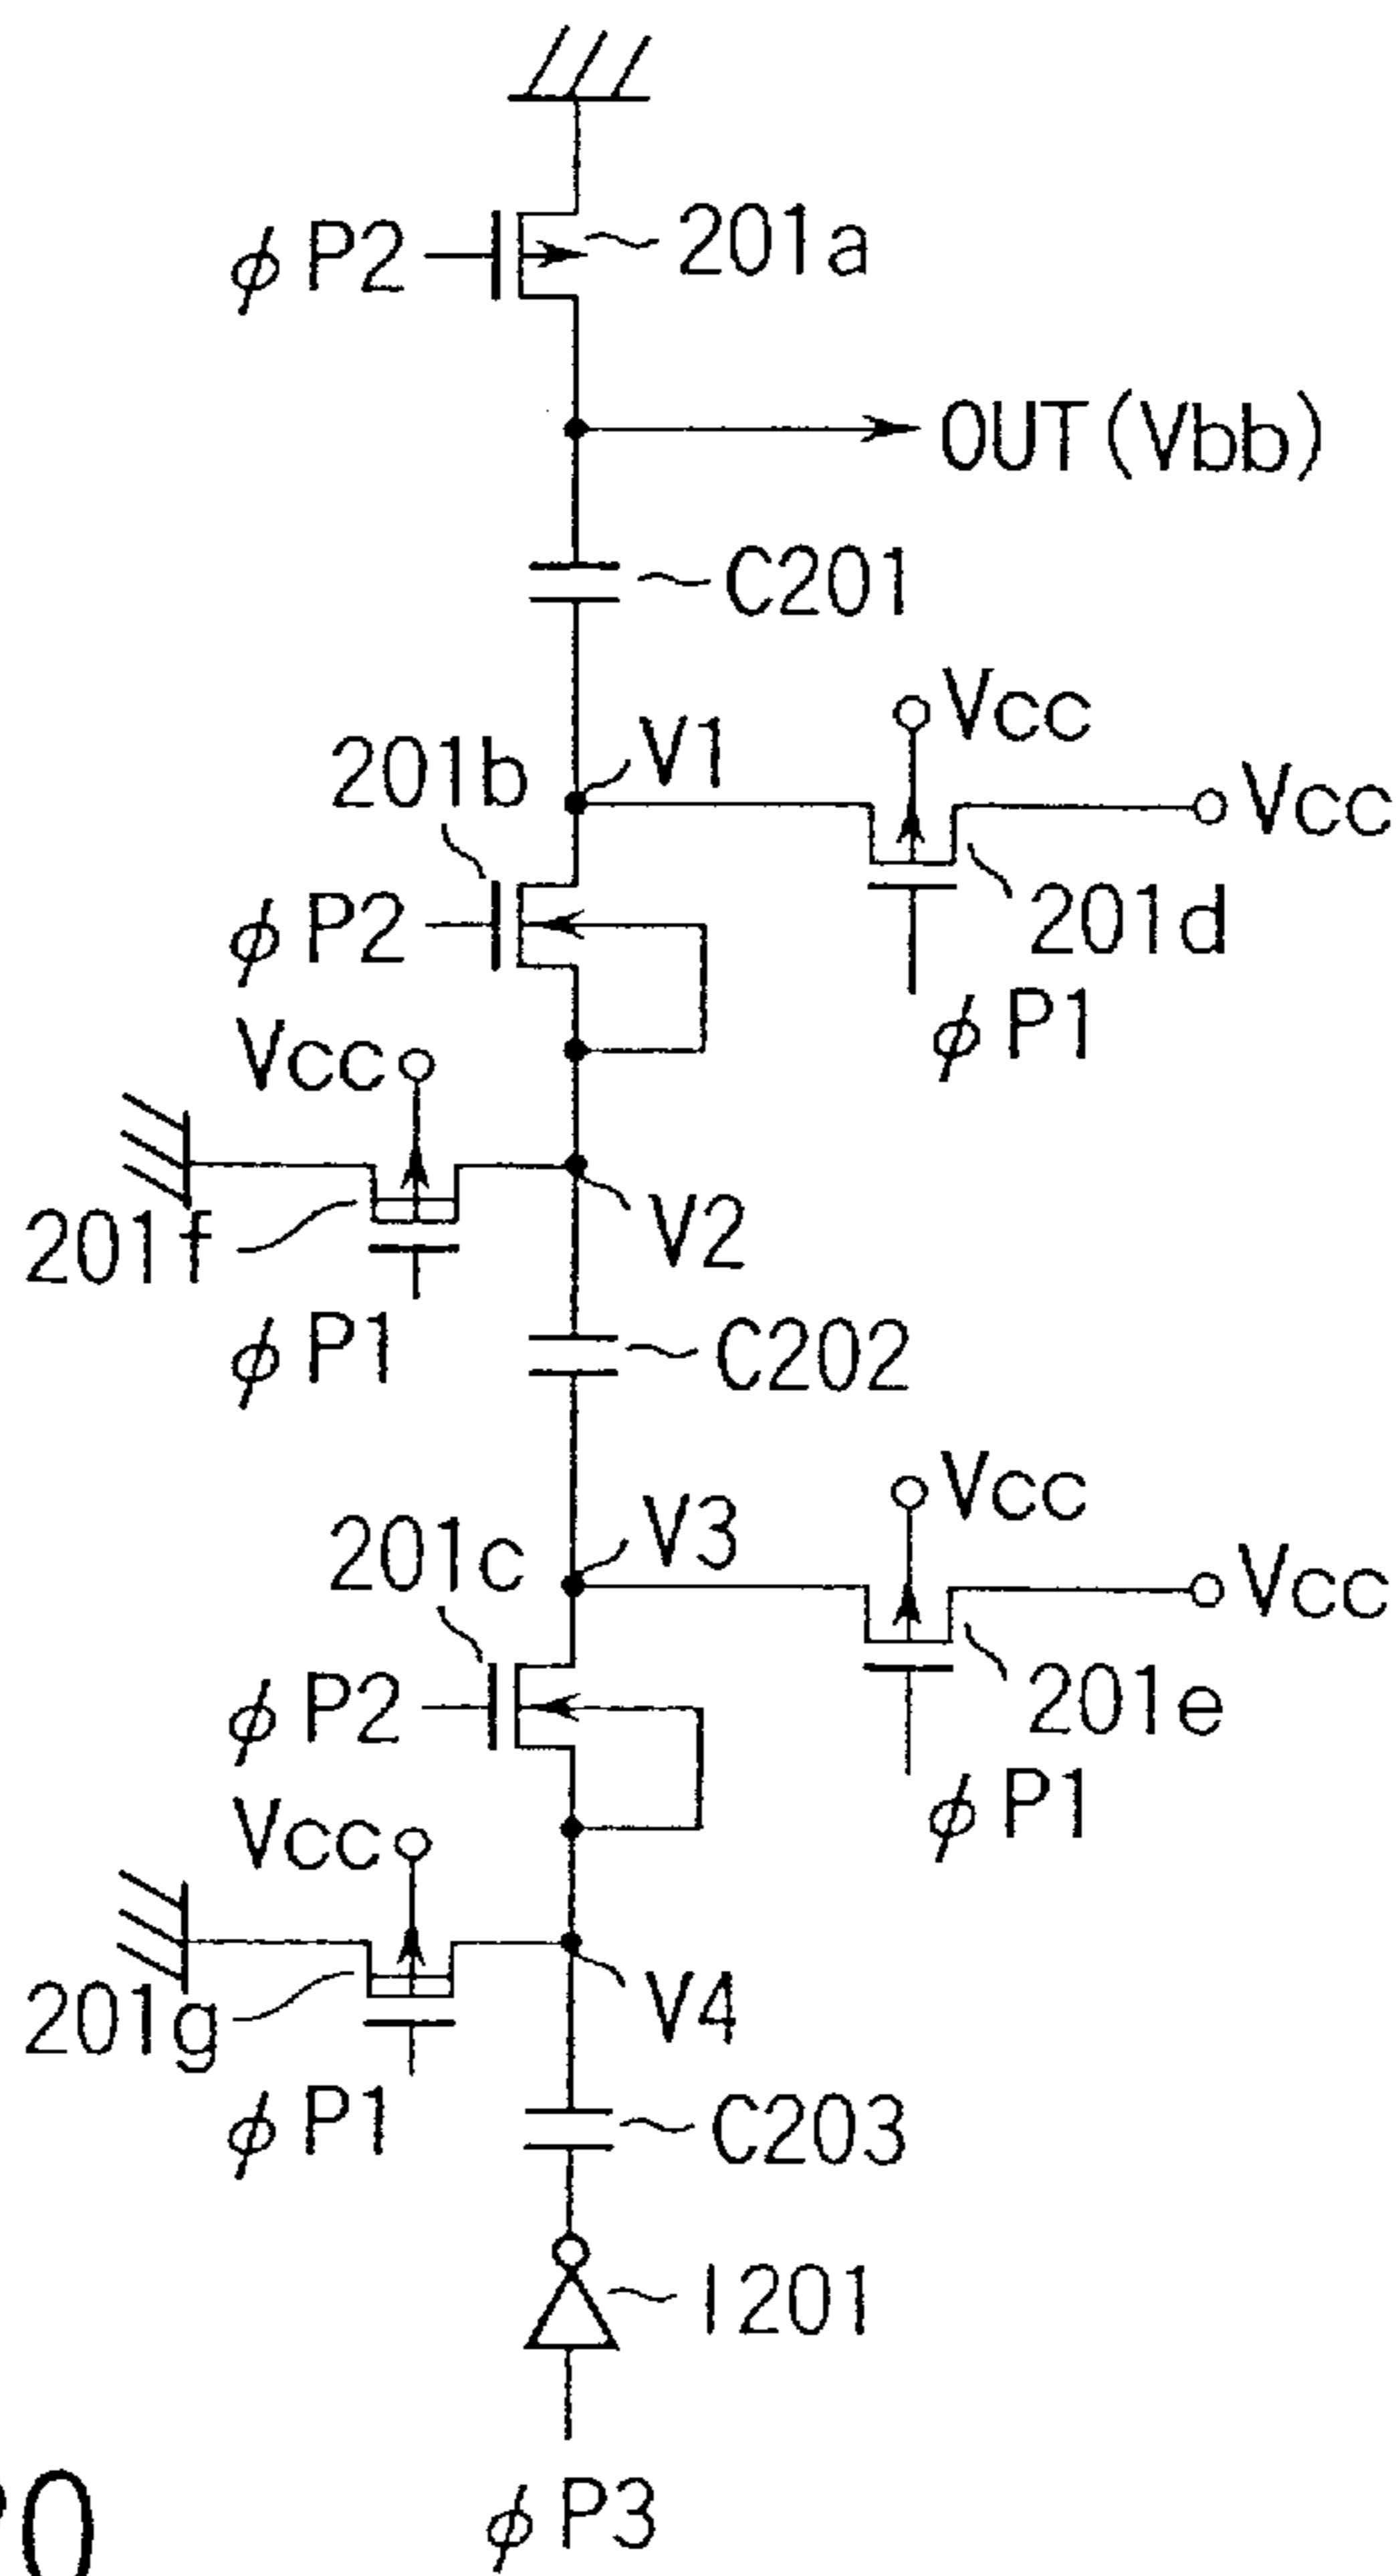 φP2
201a
OUT(Vbb)
C201
Vcc
V1
201b
Vcc
φP2
201d
φP1
Vcc
201f
V2
φP1
C202
Vcc
V3
201c
Vcc
φP2
201e
φP1
Vcc
201g
V4
φP1
C203
I201
φP3